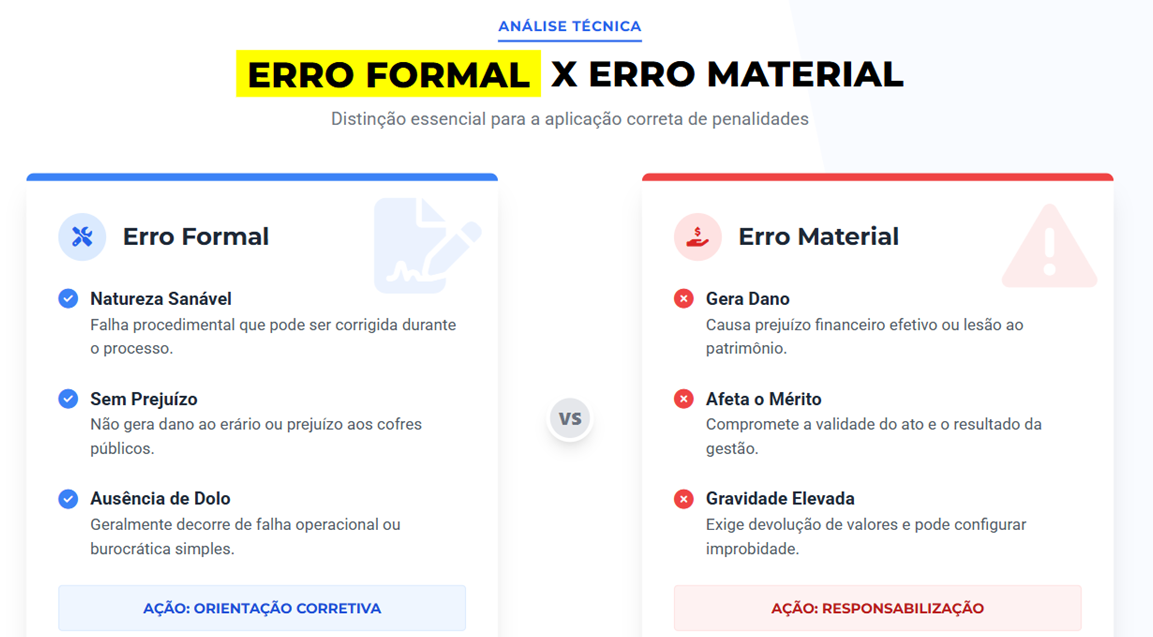 ANÁLISE TÉCNICA
ERRO FORMAL X ERRO MATERIAL
Distinção essencial para a aplicação correta de penalidades
Erro Formal
Natureza Sanável
Falha procedimental que pode ser corrigida durante
o processo.
Sem Prejuízo
Não gera dano ao erário ou prejuízo aos cofres
públicos.
Ausência de Dolo
Geralmente decorre de falha operacional ou
burocrática simples.
AÇÃO: ORIENTAÇÃO CORRETIVA
VS
$
Erro Material
Gera Dano
Causa prejuízo financeiro efetivo ou lesão ao
patrimônio.
Afeta o Mérito
Compromete a validade do ato e o resultado da
gestão.
Gravidade Elevada
Exige devolução de valores e pode configurar
improbidade.
AÇÃO: RESPONSABILIZAÇÃO